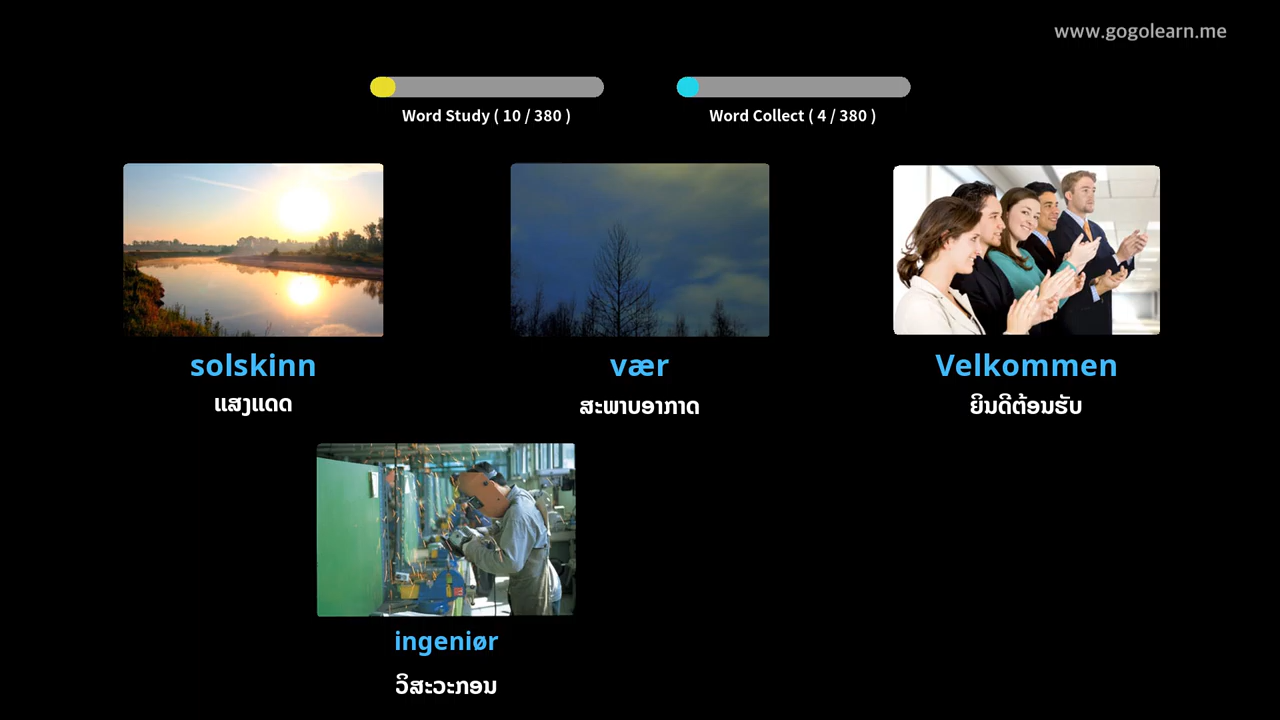 www.gogolearn.me
Word Study ( 10 / 380 )
Word Collect ( 4 / 380 )
solskinn
ແສງແດດ
vær
ສະພາບອາກາດ
Velkommen
ຍິນດີຕ້ອນຮັບ
ingeniør
ວິສະວະກອນ